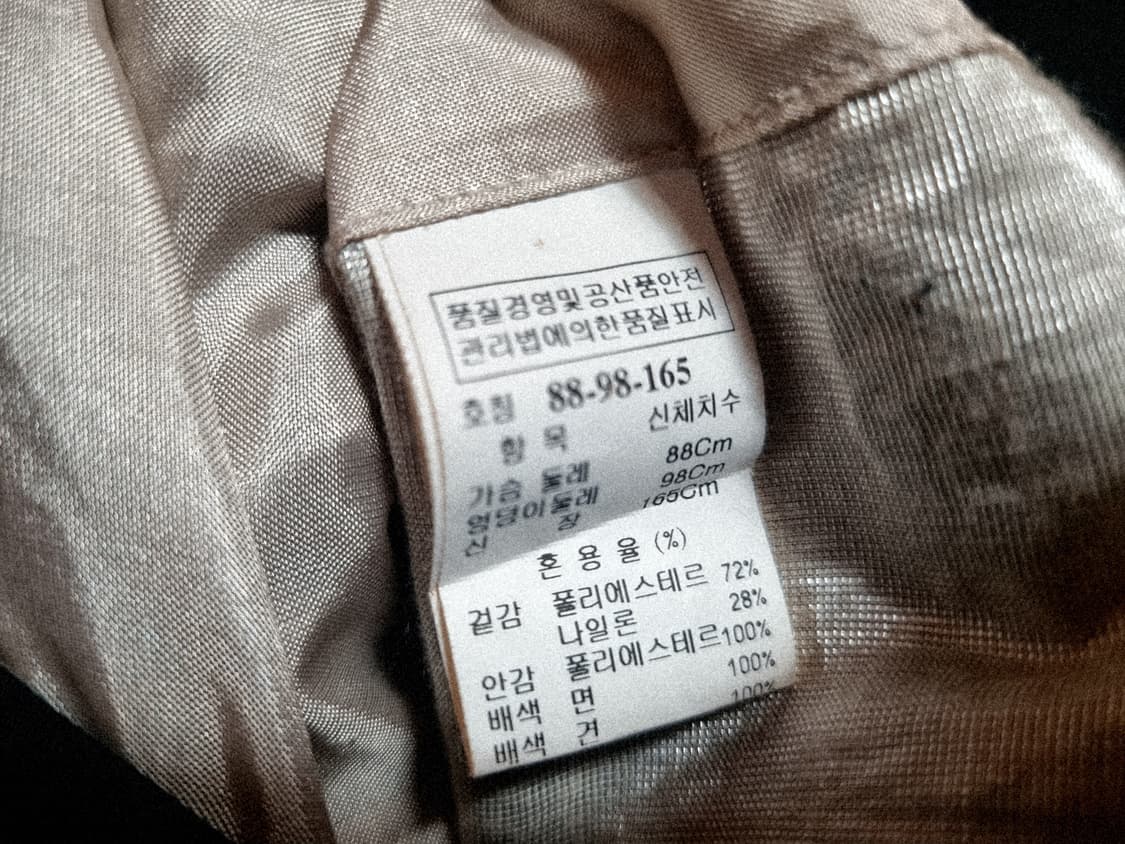 품질경영및공산품안전
관리법에의한품질표시
호칭 88-98-165
항 목 신체치수
가슴 둘레 88Cm
엉덩이둘레 98Cm
신 장 165Cm
혼 용 율 (%)
겉감 폴리에스테르 72%
나일론 28%
안감 폴리에스테르 100%
배색 면 100%
배색 견 100%